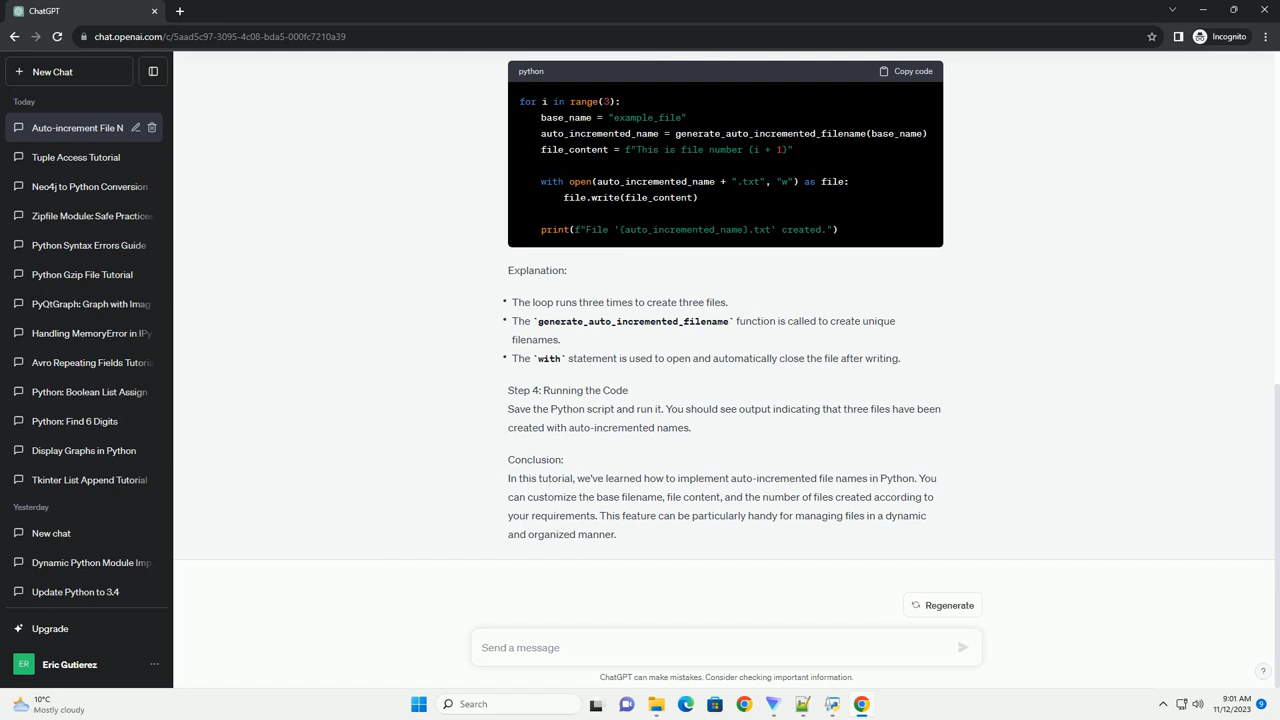 ChatGPT
chat.openai.com/c/5aad5c97-3095-4c08-bda5-000fc7210a39
Incognito
New Chat
Today
Auto-increment File N
Tuple Access Tutorial
Neo4j to Python Conversion
Zipfile Module: Safe Practices
Python Syntax Errors Guide
Python Gzip File Tutorial
PyQtGraph: Graph with Imag
Handling MemoryError in IPy
Avro Field Renaming Tutoria
Python: Boolean List Assign
Python: Find 6 Digits
Display Graphs in Python
Tkinter List Append Tutorial
Yesterday
New chat
Dynamic Python Module Imp
Update Python to 3.4
Upgrade
ER
Eric Gutierez
python
Copy code
for i in range(3):
base_name = "example_file"
auto_incremented_name = generate_auto_incremented_filename(base_name)
file_content = f"This is file number {i + 1}"
with open(auto_incremented_name + ".txt", "w") as file:
file.write(file_content)
print(f"File '{auto_incremented_name}.txt' created.")
Explanation:
• The loop runs three times to create three files.
• The `generate_auto_incremented_filename` function is called to create unique
filenames.
• The `with` statement is used to open and automatically close the file after writing.
Step 4: Running the Code
Save the Python script and run it. You should see output indicating that three files have been
created with auto-incremented names.
Conclusion:
In this tutorial, we've learned how to implement auto-incremented file names in Python. You
can customize the base filename, file content, and the number of files created according to
your requirements. This feature can be particularly handy for managing files in a dynamic
and organized manner.
Regenerate
Send a message
ChatGPT can make mistakes. Consider checking important information.
?
10°C
Mostly cloudy
Search
9:01 AM
11/12/2023
9